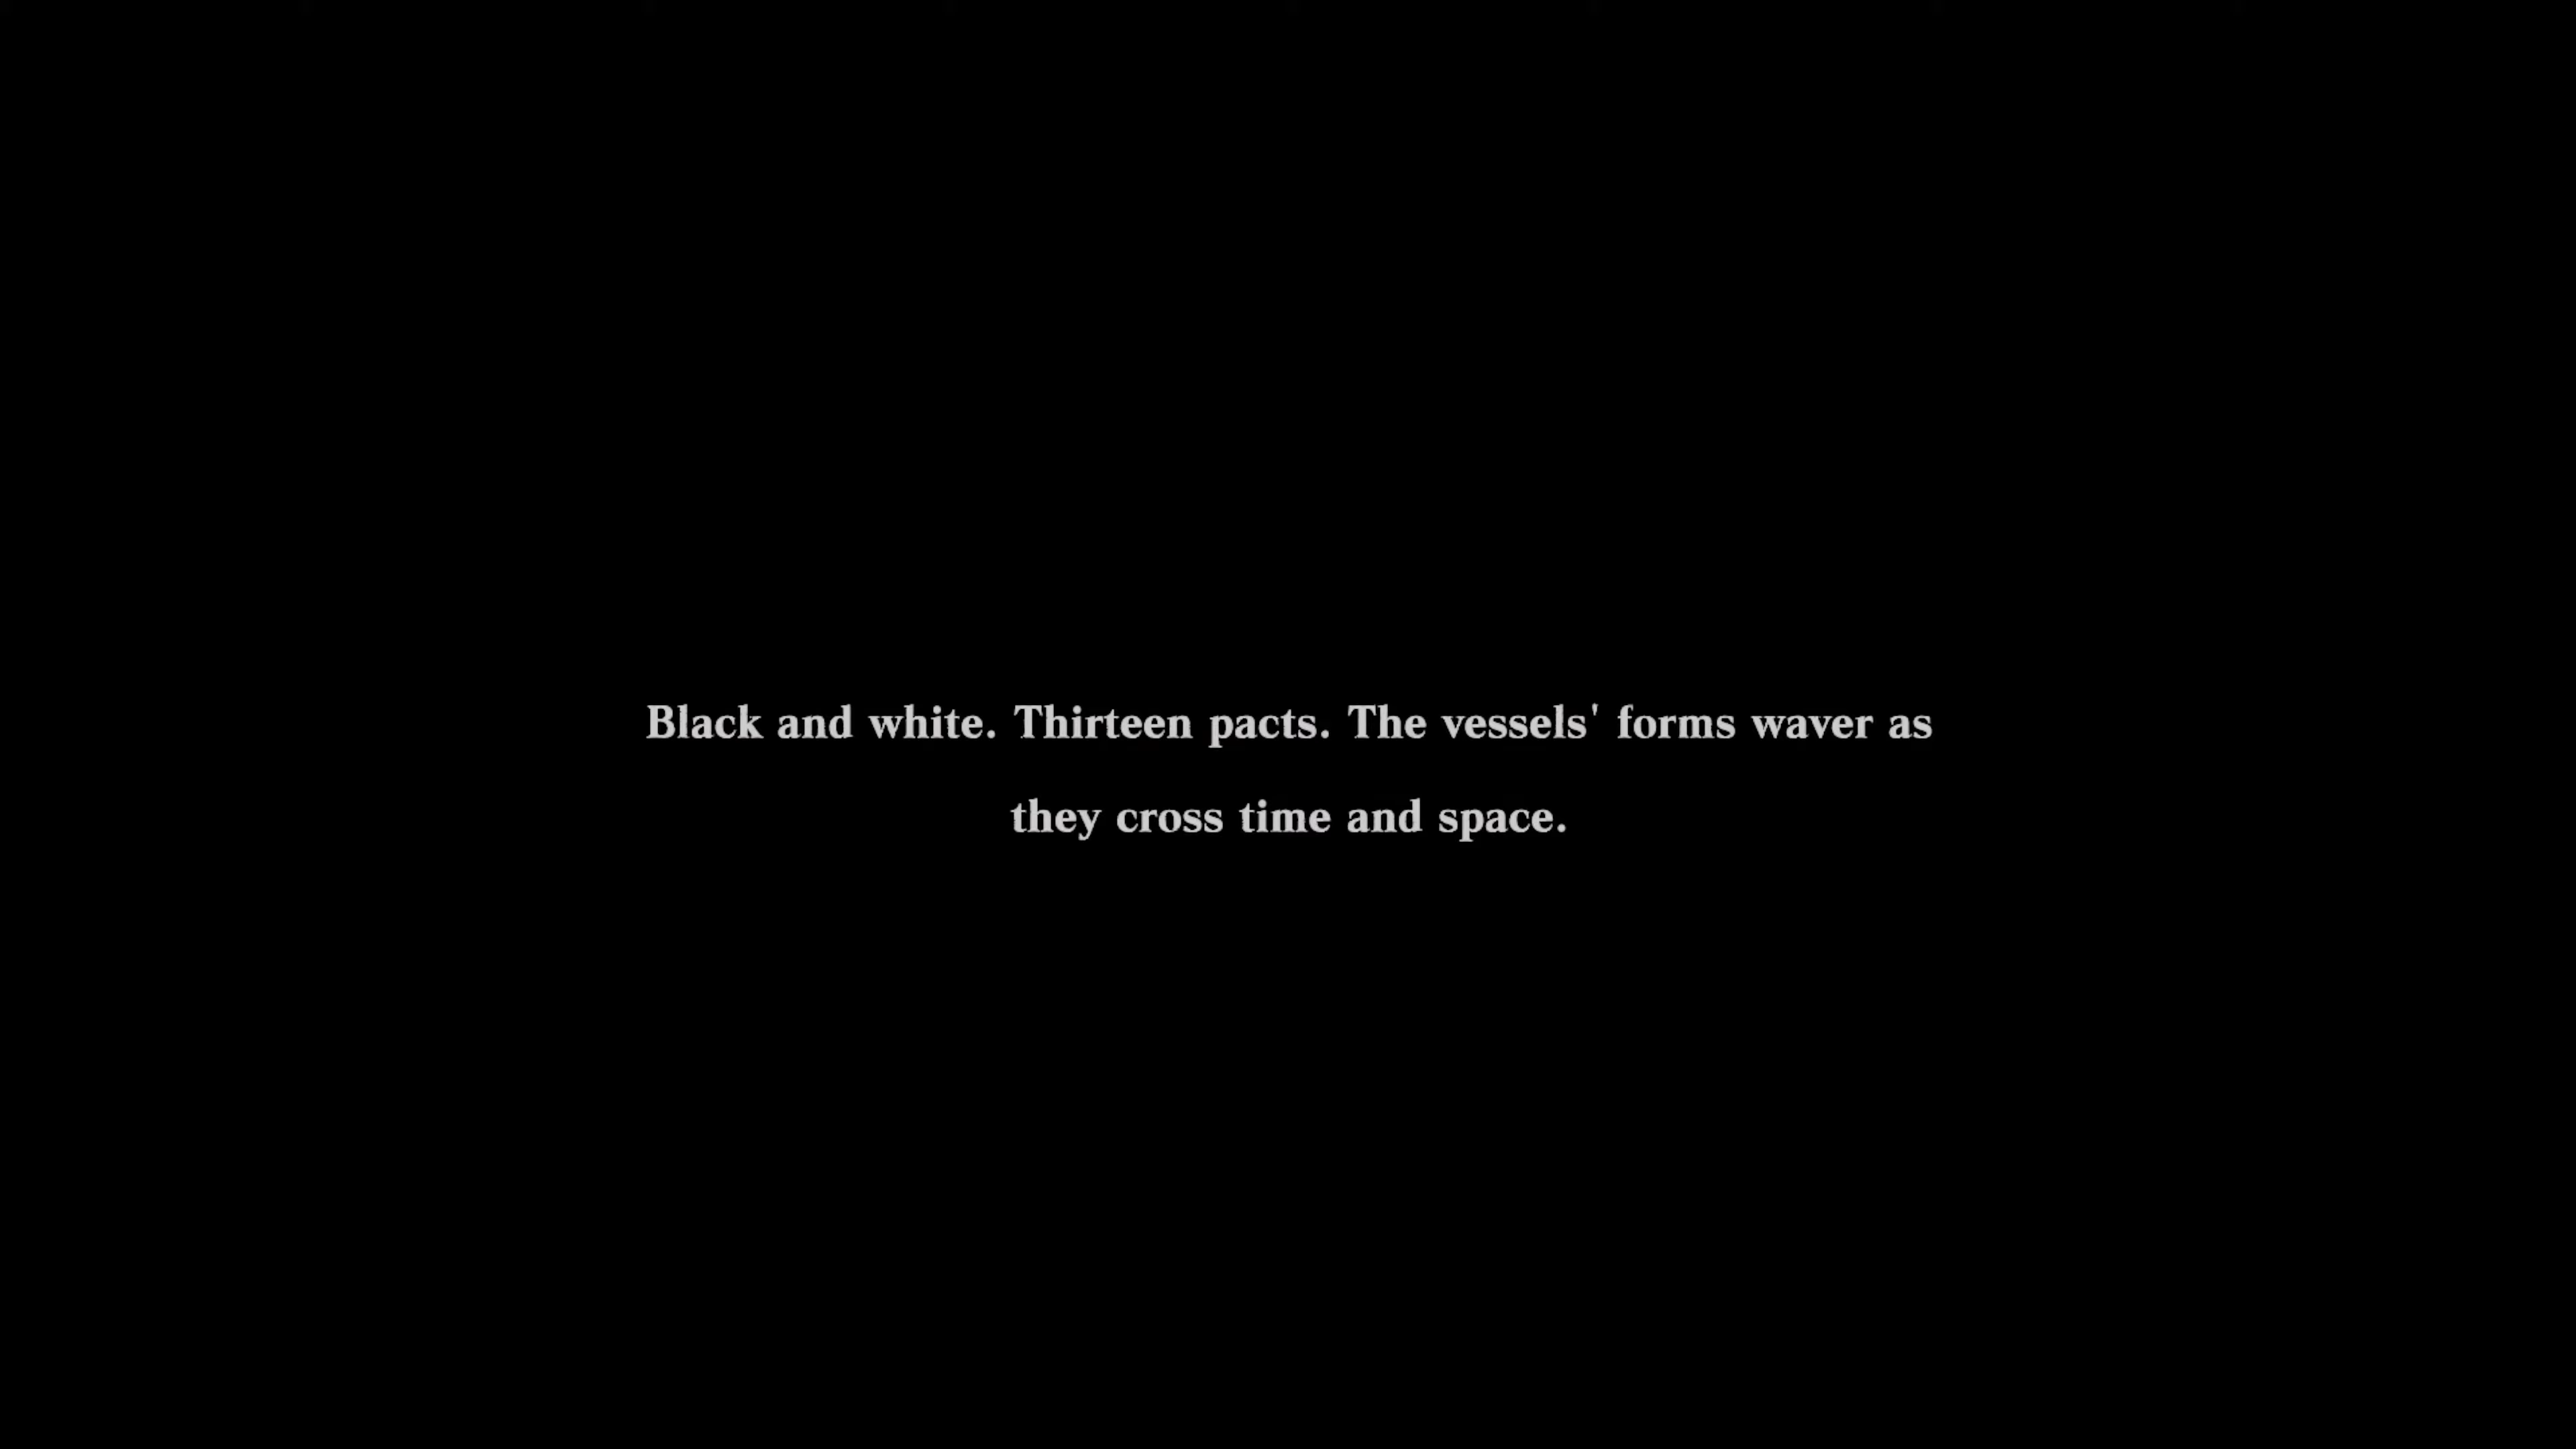 Black and white. Thirteen pacts. The vessels' forms waver as
they cross time and space.